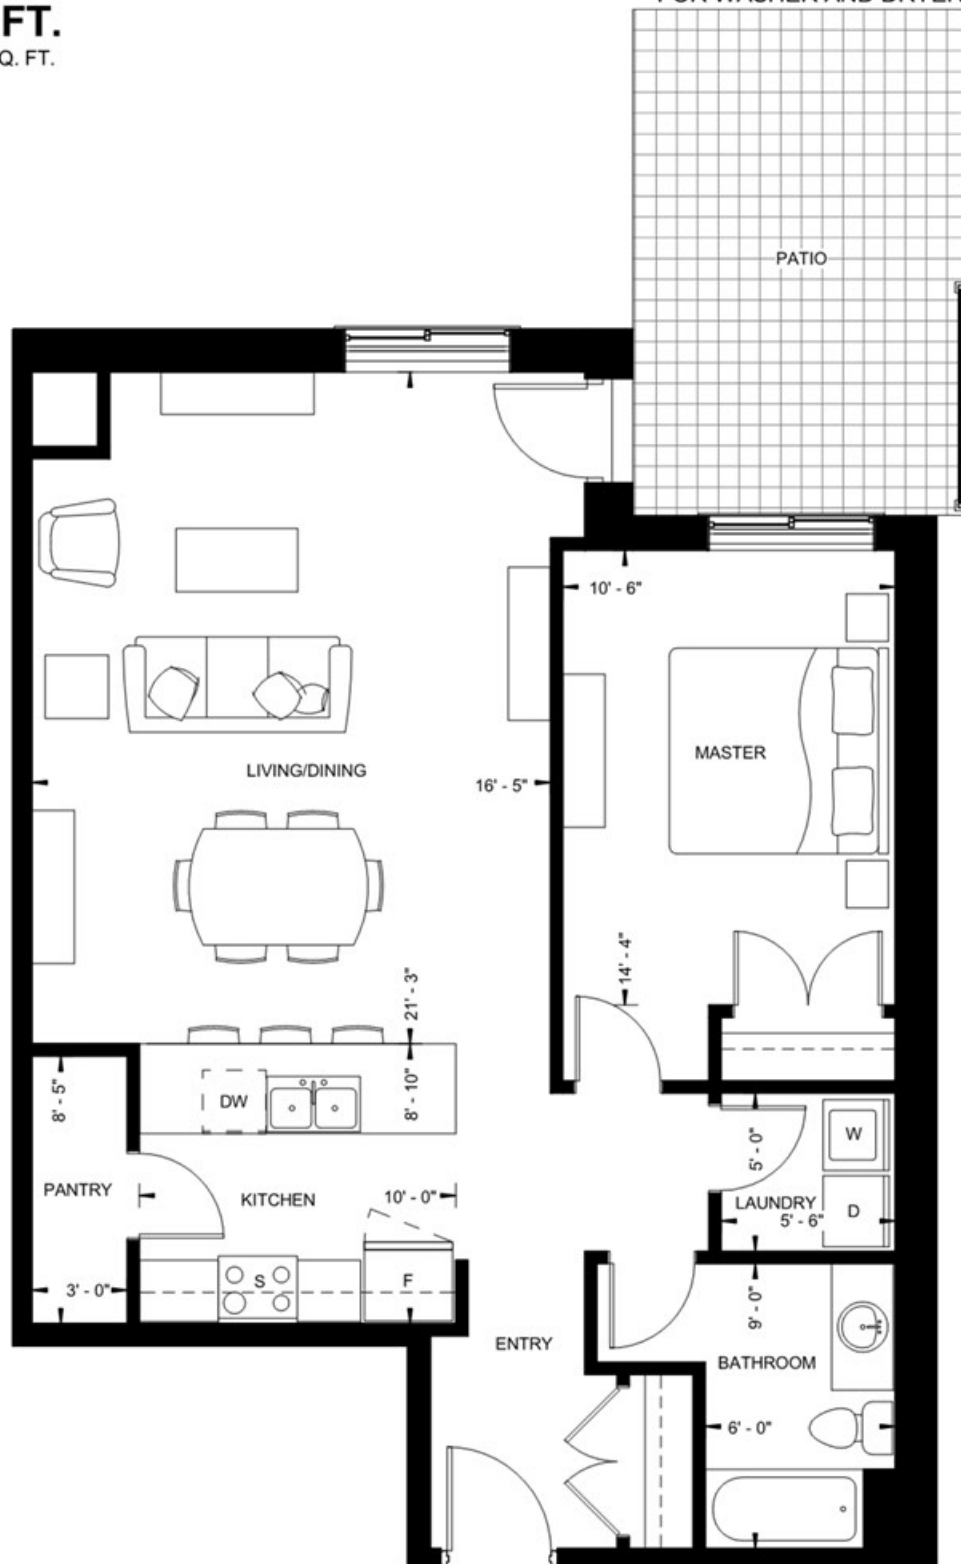 FT.
Q. FT.
PATIO
10' - 6"
MASTER
LIVING/DINING
16' - 5"
14' - 4"
21' - 3"
8' - 5"
DW
8' - 10"
W
5' - 0"
PANTRY
KITCHEN
10' - 0"
LAUNDRY
5' - 6"
D
3' - 0"
S
F
9' - 0"
ENTRY
BATHROOM
6' - 0"